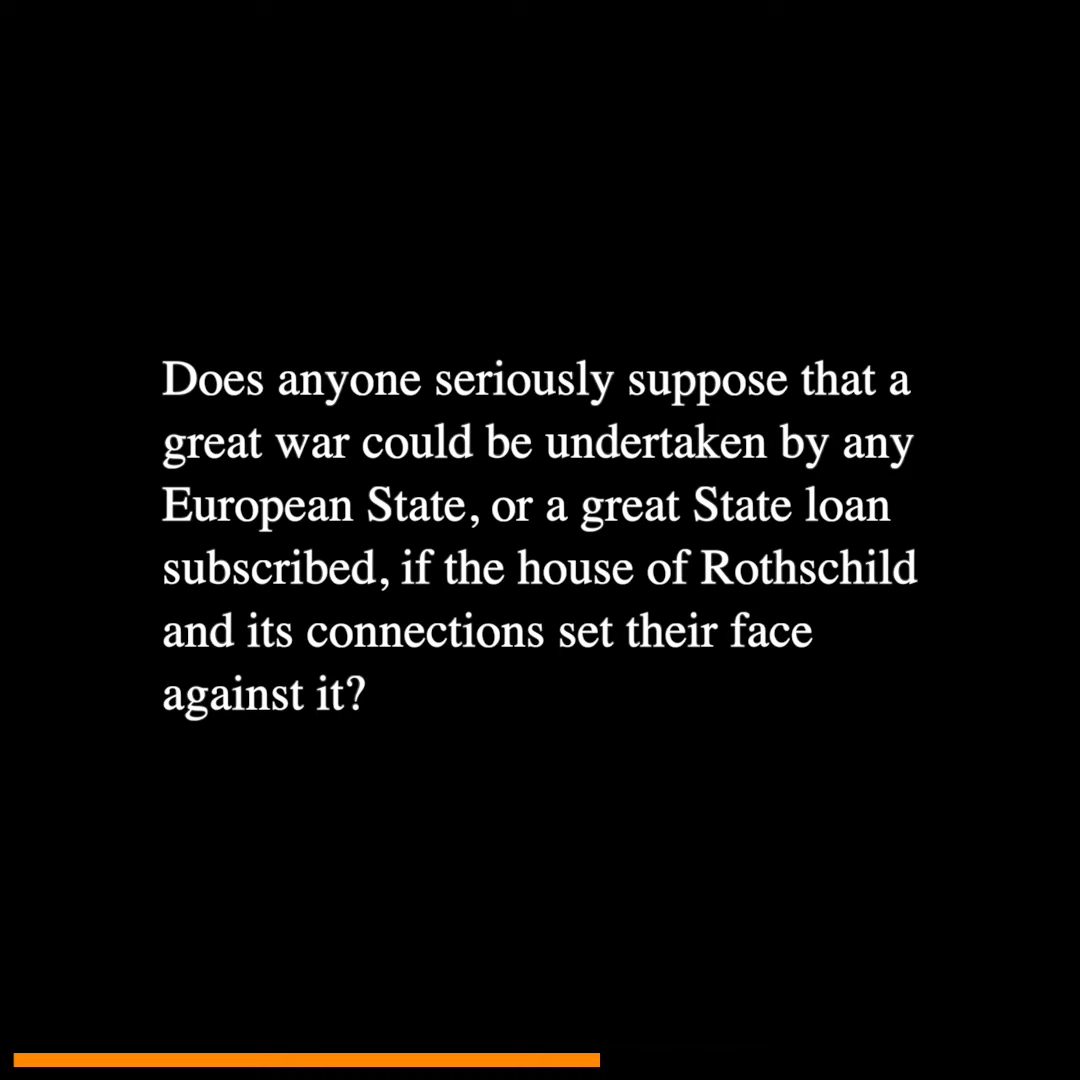 Does anyone seriously suppose that a
great war could be undertaken by any
European State, or a great State loan
subscribed, if the house of Rothschild
and its connections set their face
against it?